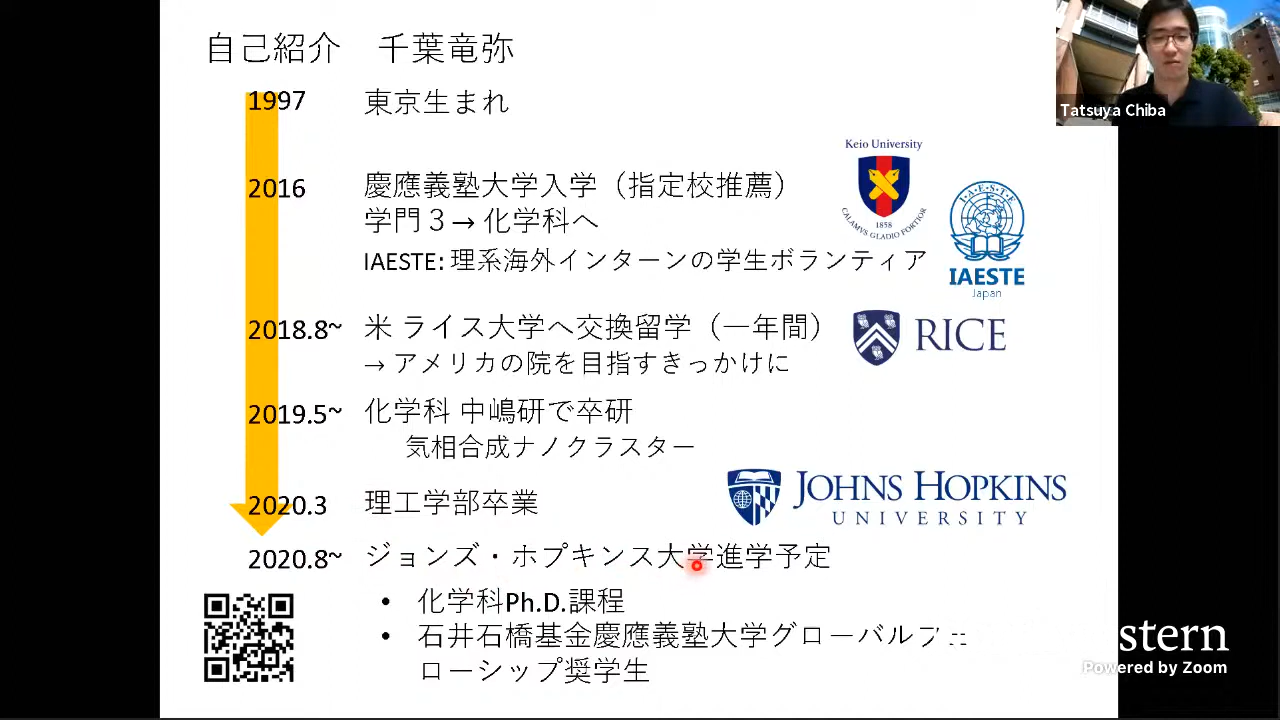 自己紹介　千葉竜弥
Tatsuya Chiba
1997 東京生まれ
Keio University
2016 慶應義塾大学入学（指定校推薦）
学門３→ 化学科へ
CALAMVS GLADIO FORTIOR
1858
I・A・E・S・T・E
IAESTE: 理系海外インターンの学生ボランティア
IAESTE
Japan
2018.8~ 米 ライス大学へ交換留学（一年間）
RICE
→ アメリカの院を目指すきっかけに
2019.5~ 化学科 中嶋研で卒研
気相合成ナノクラスター
JOHNS HOPKINS
UNIVERSITY
2020.3 理工学部卒業
2020.8~ ジョンズ・ホプキンス大学進学予定
• 化学科Ph.D.課程
• 石井石橋基金慶應義塾大学グローバルフェ
ローシップ奨学生
stern
Powered by Zoom